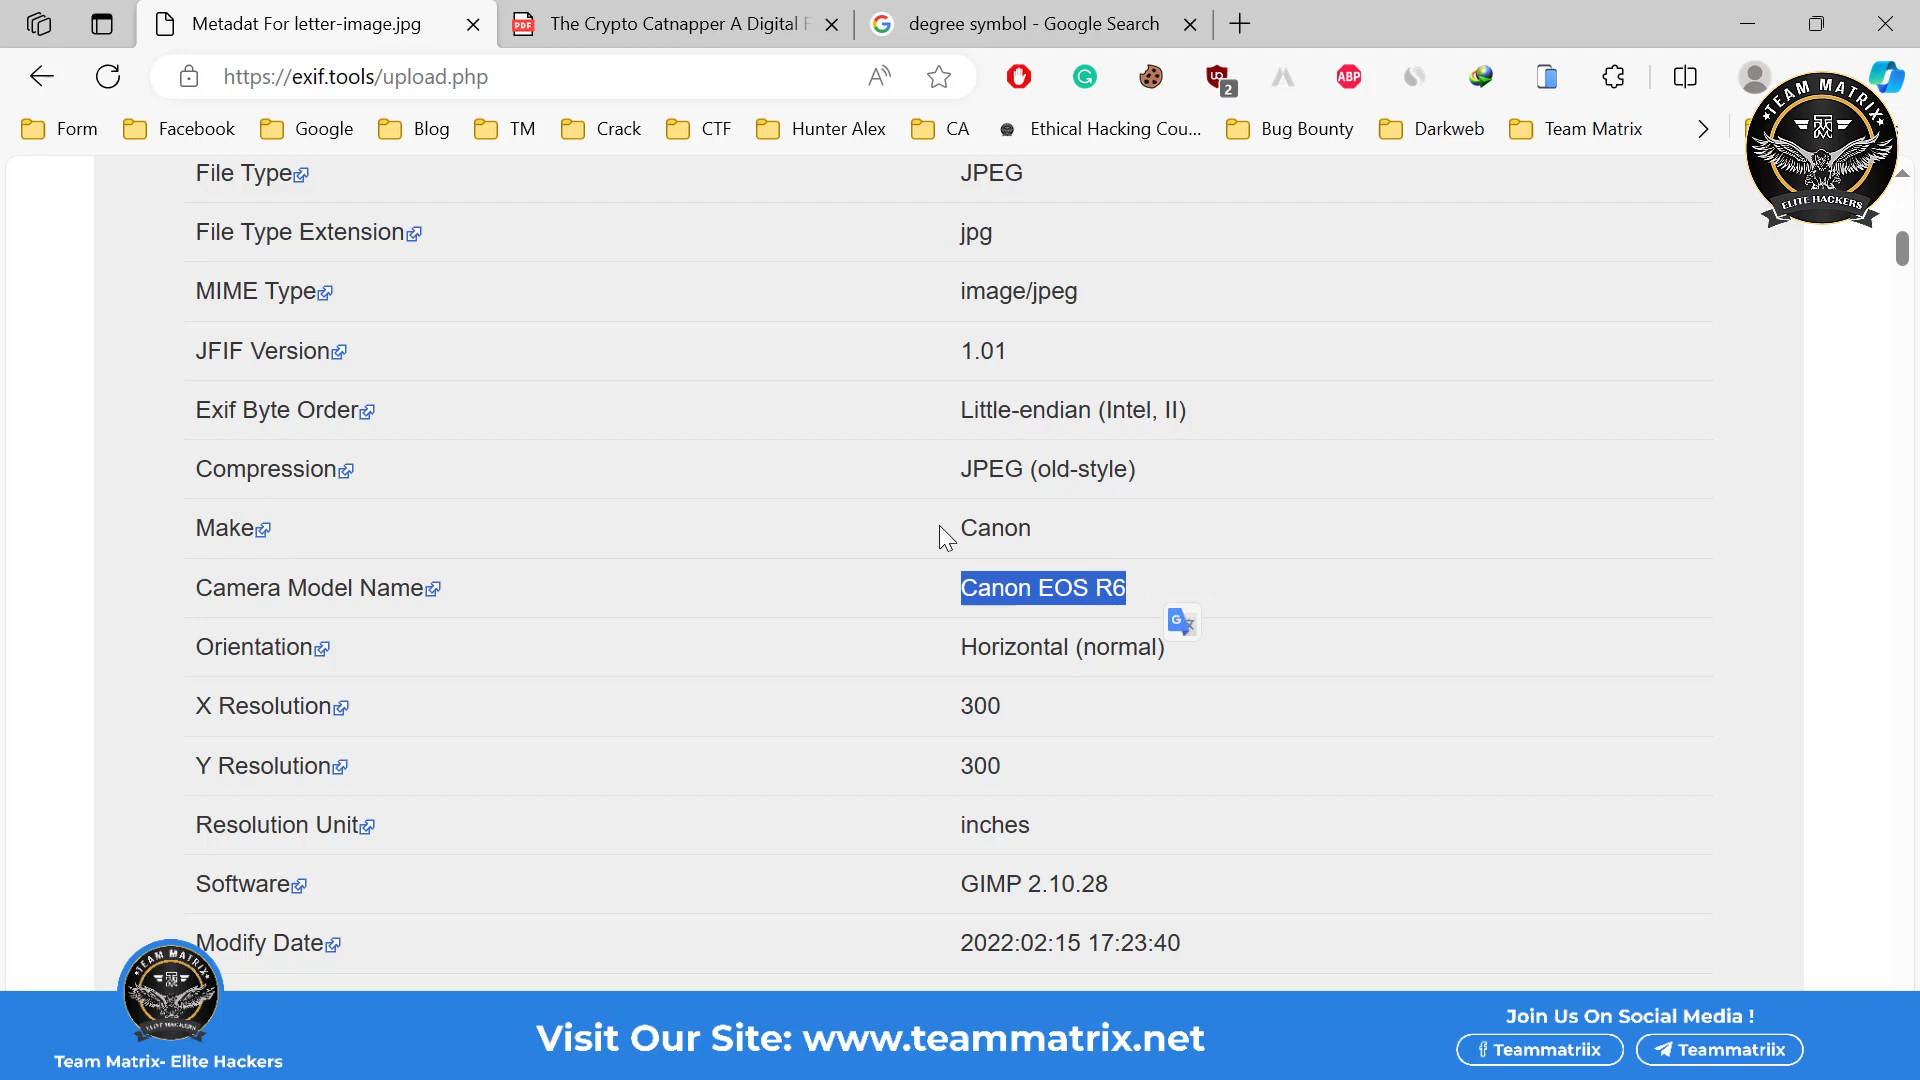 Metadat For letter-image.jpg
The Crypto Catnapper A Digital F
degree symbol - Google Search
https://exif.tools/upload.php
2
ABP
Form
Facebook
Google
Blog
TM
Crack
CTF
Hunter Alex
CA
Ethical Hacking Cou...
Bug Bounty
Darkweb
Team Matrix
TEAM MATRIX
ELITE HACKERS
File Type JPEG
File Type Extension jpg
MIME Type image/jpeg
JFIF Version 1.01
Exif Byte Order Little-endian (Intel, II)
Compression JPEG (old-style)
Make Canon
Camera Model Name Canon EOS R6
Orientation Horizontal (normal)
X Resolution 300
Y Resolution 300
Resolution Unit inches
Software GIMP 2.10.28
Modify Date 2022:02:15 17:23:40
TEAM MATRIX
ELITE HACKERS
Team Matrix- Elite Hackers
Visit Our Site: www.teammatrix.net
Join Us On Social Media !
Teammatriix
Teammatriix